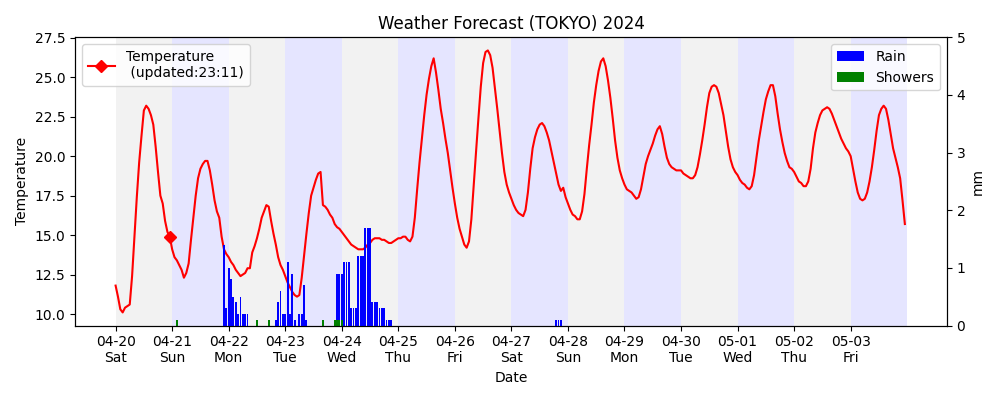 Weather Forecast (TOKYO) 2024
Temperature
(updated:23:11)
Rain
Showers
Temperature
27.5
25.0
22.5
20.0
17.5
15.0
12.5
10.0
5
4
3
2
1
0
mm
04-20 04-21 04-22 04-23 04-24 04-25 04-26 04-27 04-28 04-29 04-30 05-01 05-02 05-03
Sat Sun Mon Tue Wed Thu Fri Sat Sun Mon Tue Wed Thu Fri
Date